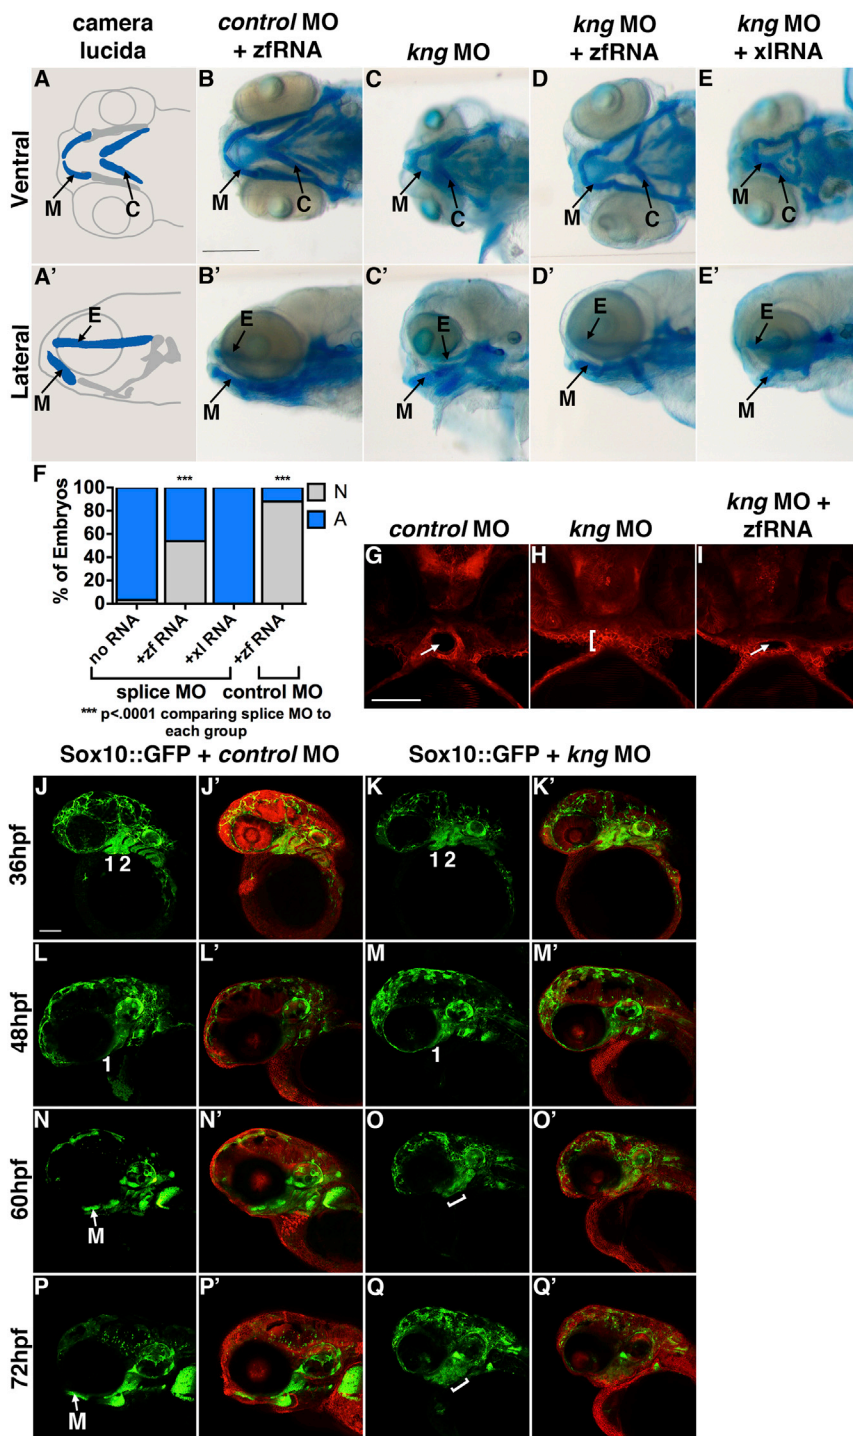 camera
lucida
control MO
+ zfRNA
kng MO
kng MO
+ zfRNA
kng MO
+ xlRNA
Ventral
A
M
C
B
M
C
C
M
C
D
M
C
E
M
C
Lateral
A'
E
M
B'
E
M
C'
E
M
D'
E
M
E'
E
M
F
% of Embryos
100
80
60
40
20
0
***
***
N
A
no RNA
+zf RNA
+xl RNA
+zf RNA
splice MO
control MO
*** p<.0001 comparing splice MO to
each group
control MO
kng MO
kng MO +
zfRNA
G
H
I
Sox10::GFP + control MO
Sox10::GFP + kng MO
36hpf
J
1 2
J'
K
1 2
K'
48hpf
L
1
L'
M
1
M'
60hpf
N
M
N'
O
O'
72hpf
P
M
P'
Q
Q'